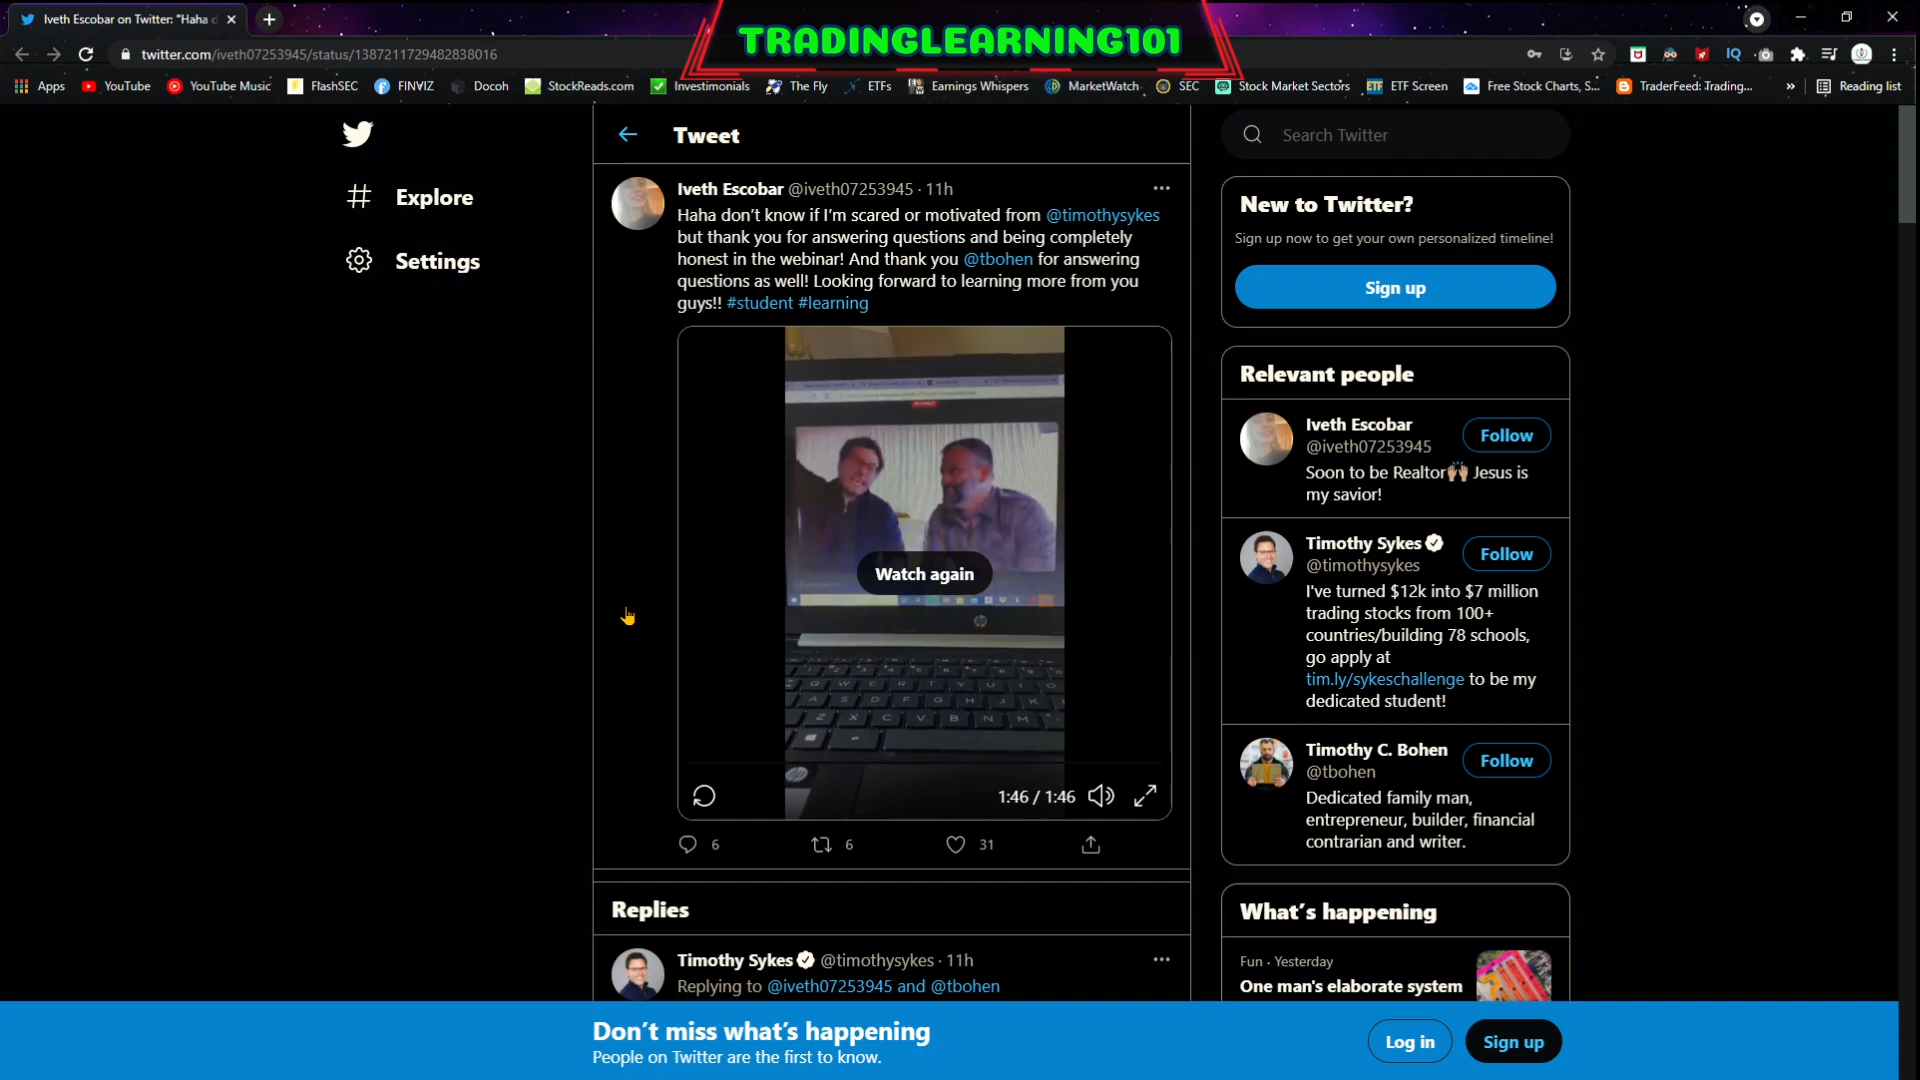 Iveth Escobar on Twitter: "Haha d
TRADINGLEARNING101
twitter.com/iveth07253945/status/1387211729482838016
Apps YouTube YouTube Music FlashSEC FINVIZ Docoh StockReads.com Investimonials The Fly ETFs Earnings Whispers MarketWatch SEC Stock Market Sectors ETF Screen Free Stock Charts, S... TraderFeed: Trading... » Reading list
Explore
Settings
Tweet
Iveth Escobar @iveth07253945 · 11h
Haha don't know if I'm scared or motivated from @timothysykes
but thank you for answering questions and being completely
honest in the webinar! And thank you @tbohen for answering
questions as well! Looking forward to learning more from you
guys!! #student #learning
Watch again
1:46 / 1:46
6 6 31
Replies
Timothy Sykes @timothysykes · 11h
Replying to @iveth07253945 and @tbohen
Search Twitter
New to Twitter?
Sign up now to get your own personalized timeline!
Sign up
Relevant people
Iveth Escobar
@iveth07253945
Follow
Soon to be Realtor🙌🏼 Jesus is
my savior!
Timothy Sykes
@timothysykes
Follow
I've turned $12k into $7 million
trading stocks from 100+
countries/building 78 schools,
go apply at
tim.ly/sykeschallenge to be my
dedicated student!
Timothy C. Bohen
@tbohen
Follow
Dedicated family man,
entrepreneur, builder, financial
contrarian and writer.
What's happening
Fun · Yesterday
One man's elaborate system
Don't miss what's happening
People on Twitter are the first to know.
Log in
Sign up